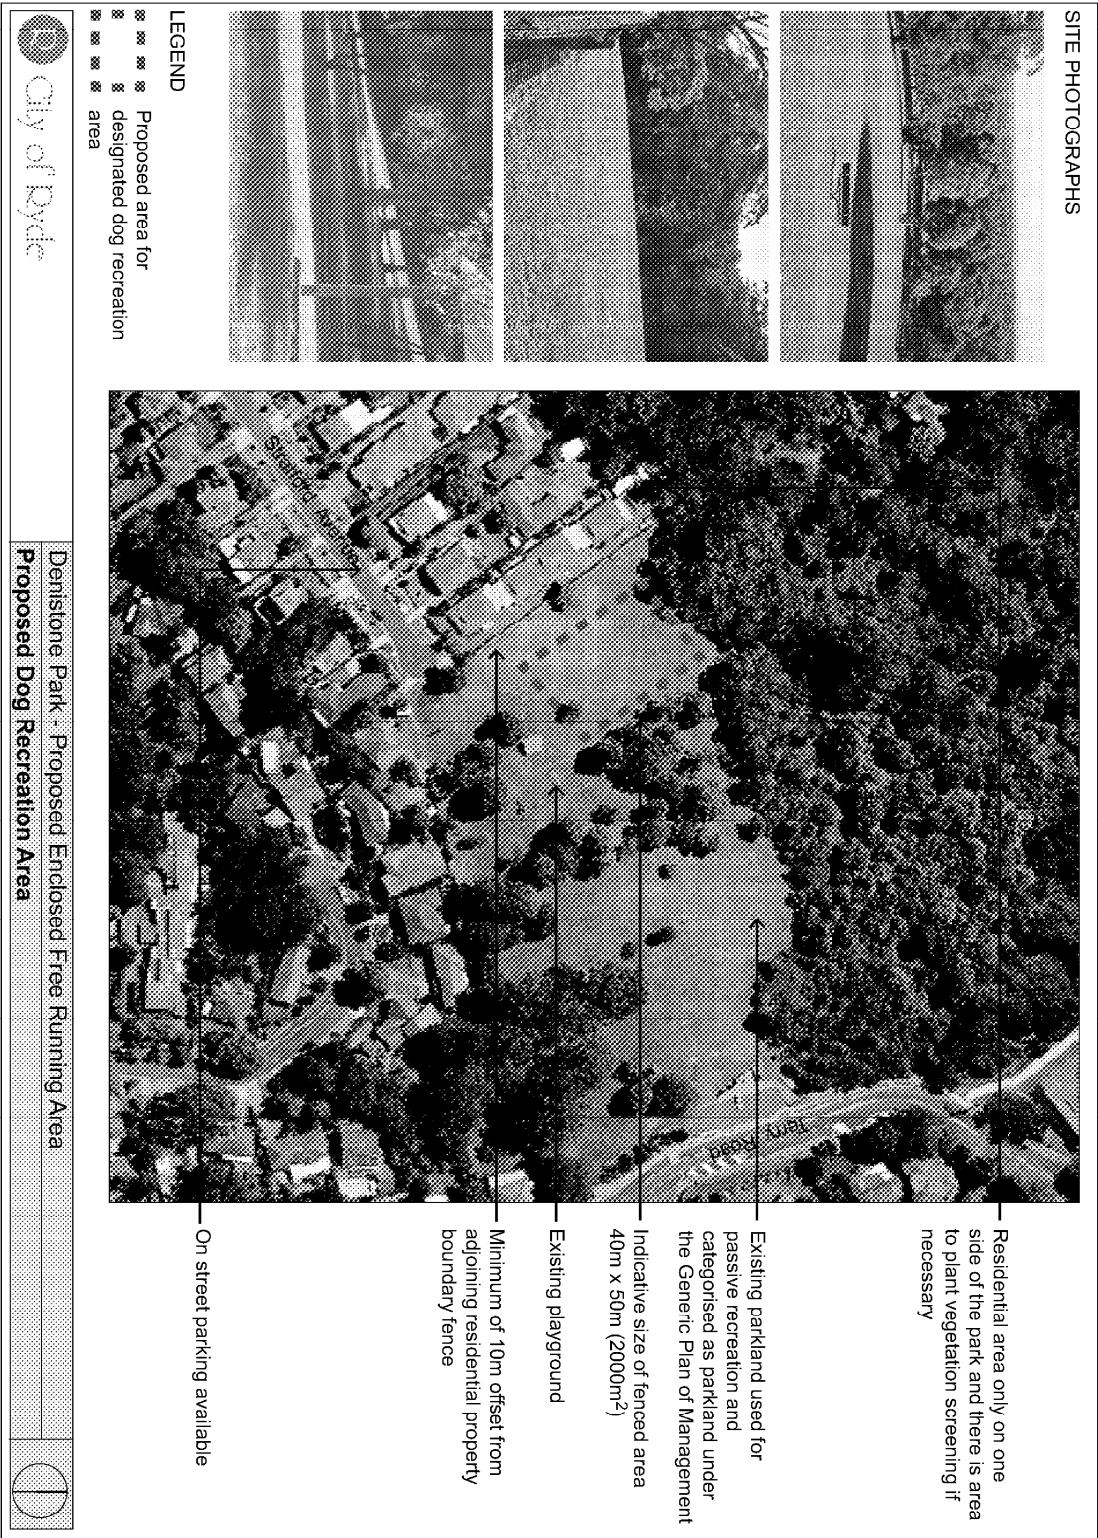 SITE PHOTOGRAPHS
LEGEND
Proposed area for
designated dog recreation
area
Stratford Avenue
Terry Road
Residential area only on one
side of the park and there is area
to plant vegetation screening if
necessary
Existing parkland used for
passive recreation and
categorised as parkland under
the Generic Plan of Management
Indicative size of fenced area
40m x 50m (2000m²)
Existing playground
Minimum of 10m offset from
adjoining residential property
boundary fence
On street parking available
City of Ryde
Denistone Park - Proposed Enclosed Free Running Area
Proposed Dog Recreation Area